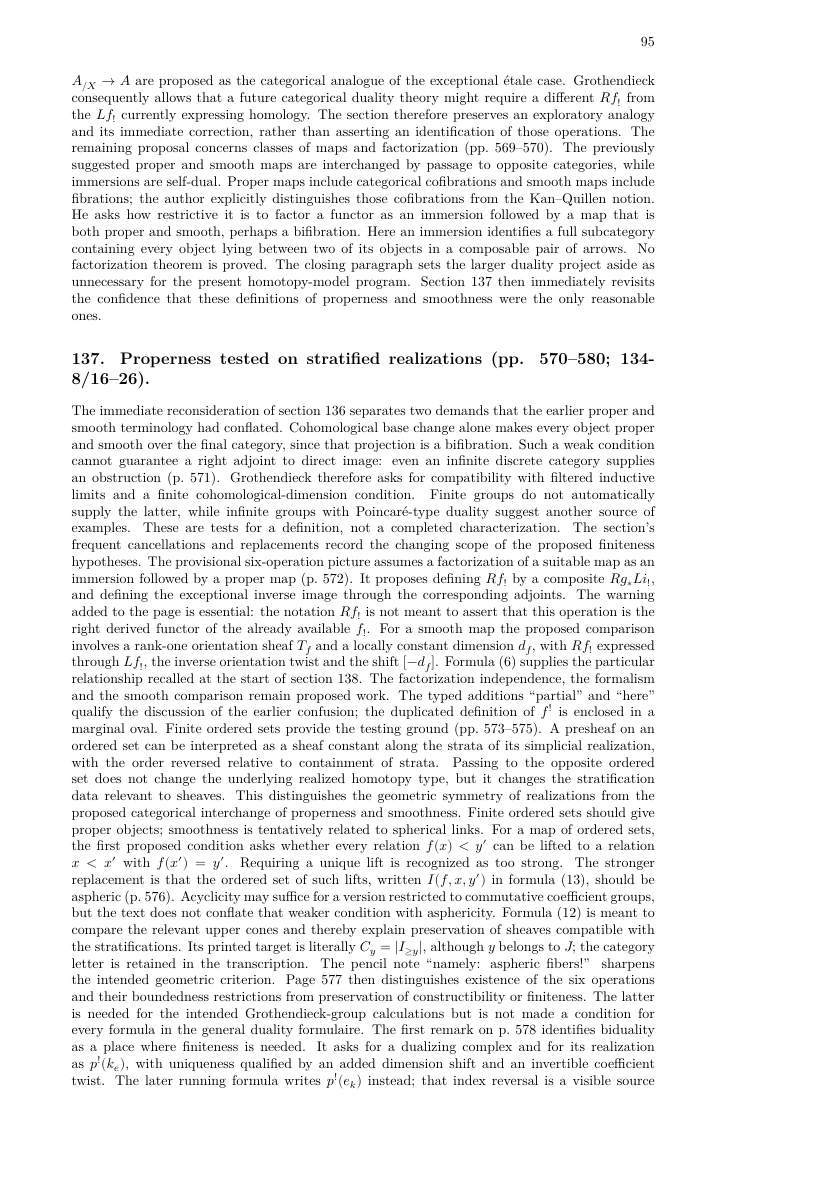 95
A/X → A are proposed as the categorical analogue of the exceptional étale case. Grothendieck
consequently allows that a future categorical duality theory might require a different Rf! from
the Lf! currently expressing homology. The section therefore preserves an exploratory analogy
and its immediate correction, rather than asserting an identification of those operations. The
remaining proposal concerns classes of maps and factorization (pp. 569–570). The previously
suggested proper and smooth maps are interchanged by passage to opposite categories, while
immersions are self-dual. Proper maps include categorical cofibrations and smooth maps include
fibrations; the author explicitly distinguishes those cofibrations from the Kan–Quillen notion.
He asks how restrictive it is to factor a functor as an immersion followed by a map that is
both proper and smooth, perhaps a bifibration. Here an immersion identifies a full subcategory
containing every object lying between two of its objects in a composable pair of arrows. No
factorization theorem is proved. The closing paragraph sets the larger duality project aside as
unnecessary for the present homotopy-model program. Section 137 then immediately revisits
the confidence that these definitions of properness and smoothness were the only reasonable
ones.
137. Properness tested on stratified realizations (pp. 570–580; 134-
8/16–26).
The immediate reconsideration of section 136 separates two demands that the earlier proper and
smooth terminology had conflated. Cohomological base change alone makes every object proper
and smooth over the final category, since that projection is a bifibration. Such a weak condition
cannot guarantee a right adjoint to direct image: even an infinite discrete category supplies
an obstruction (p. 571). Grothendieck therefore asks for compatibility with filtered inductive
limits and a finite cohomological-dimension condition. Finite groups do not automatically
supply the latter, while infinite groups with Poincaré-type duality suggest another source of
examples. These are tests for a definition, not a completed characterization. The section's
frequent cancellations and replacements record the changing scope of the proposed finiteness
hypotheses. The provisional six-operation picture assumes a factorization of a suitable map as an
immersion followed by a proper map (p. 572). It proposes defining Rf! by a composite Rg*Li!,
and defining the exceptional inverse image through the corresponding adjoints. The warning
added to the page is essential: the notation Rf! is not meant to assert that this operation is the
right derived functor of the already available f!. For a smooth map the proposed comparison
involves a rank-one orientation sheaf Tf and a locally constant dimension df, with Rf! expressed
through Lf!, the inverse orientation twist and the shift [−df]. Formula (6) supplies the particular
relationship recalled at the start of section 138. The factorization independence, the formalism
and the smooth comparison remain proposed work. The typed additions “partial” and “here”
qualify the discussion of the earlier confusion; the duplicated definition of f! is enclosed in a
marginal oval. Finite ordered sets provide the testing ground (pp. 573–575). A presheaf on an
ordered set can be interpreted as a sheaf constant along the strata of its simplicial realization,
with the order reversed relative to containment of strata. Passing to the opposite ordered
set does not change the underlying realized homotopy type, but it changes the stratification
data relevant to sheaves. This distinguishes the geometric symmetry of realizations from the
proposed categorical interchange of properness and smoothness. Finite ordered sets should give
proper objects; smoothness is tentatively related to spherical links. For a map of ordered sets,
the first proposed condition asks whether every relation f(x) < y′ can be lifted to a relation
x < x′ with f(x′) = y′. Requiring a unique lift is recognized as too strong. The stronger
replacement is that the ordered set of such lifts, written I(f, x, y′) in formula (13), should be
aspheric (p. 576). Acyclicity may suffice for a version restricted to commutative coefficient groups,
but the text does not conflate that weaker condition with asphericity. Formula (12) is meant to
compare the relevant upper cones and thereby explain preservation of sheaves compatible with
the stratifications. Its printed target is literally Cy = |I≥y|, although y belongs to J; the category
letter is retained in the transcription. The pencil note “namely: aspheric fibers!” sharpens
the intended geometric criterion. Page 577 then distinguishes existence of the six operations
and their boundedness restrictions from preservation of constructibility or finiteness. The latter
is needed for the intended Grothendieck-group calculations but is not made a condition for
every formula in the general duality formulaire. The first remark on p. 578 identifies biduality
as a place where finiteness is needed. It asks for a dualizing complex and for its realization
as p!(ke), with uniqueness qualified by an added dimension shift and an invertible coefficient
twist. The later running formula writes p!(ek) instead; that index reversal is a visible source